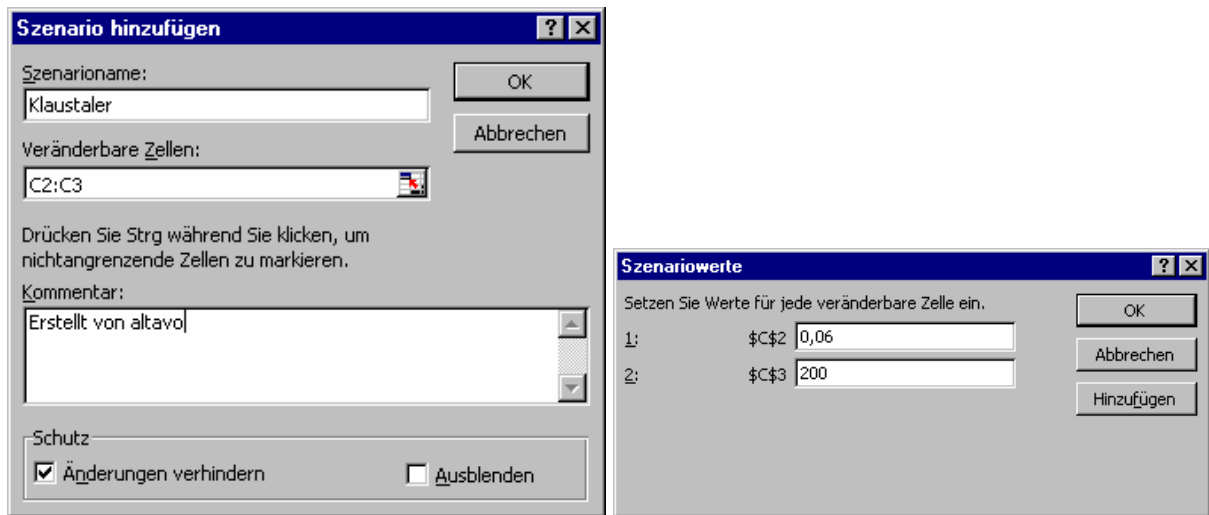 Szenario hinzufügen
Szenarioname:
OK
Klaustaler
Abbrechen
Veränderbare Zellen:
C2:C3
Drücken Sie Strg während Sie klicken, um
nichtangrenzende Zellen zu markieren.
Kommentar:
Erstellt von altavo
Schutz
Änderungen verhindern
Ausblenden
Szenariowerte
Setzen Sie Werte für jede veränderbare Zelle ein.
OK
1: $C$2 0,06
Abbrechen
2: $C$3 200
Hinzufügen